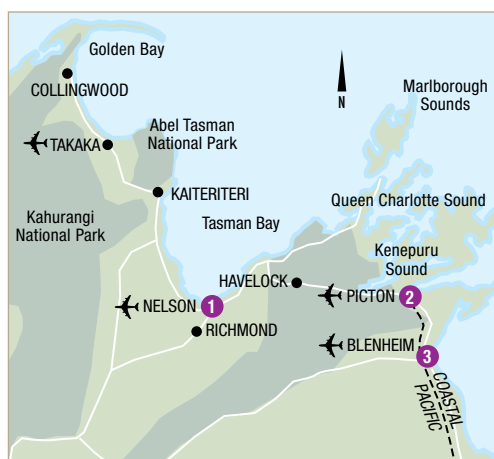 Golden Bay
COLLINGWOOD
Marlborough
Sounds
N
Abel Tasman
National Park
TAKAKA
KAITERITERI
Queen Charlotte Sound
Kahurangi
National Park
Tasman Bay
Kenepuru
Sound
HAVELOCK
NELSON 1
PICTON 2
RICHMOND
BLENHEIM 3
COASTAL
PACIFIC